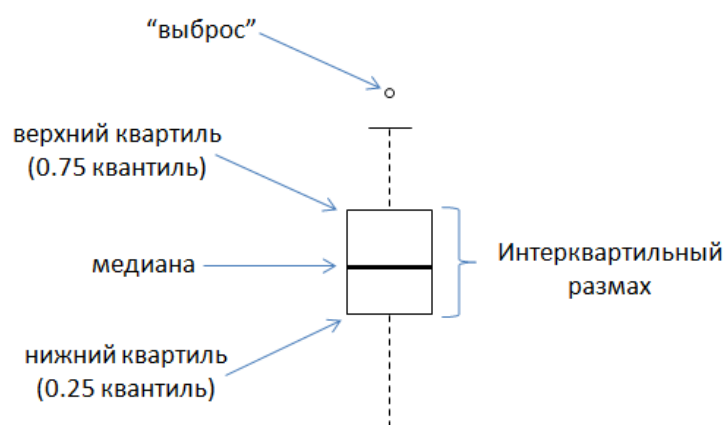 “выброс”
верхний квартиль
(0.75 квантиль)
медиана
Интерквартильный
размах
нижний квартиль
(0.25 квантиль)